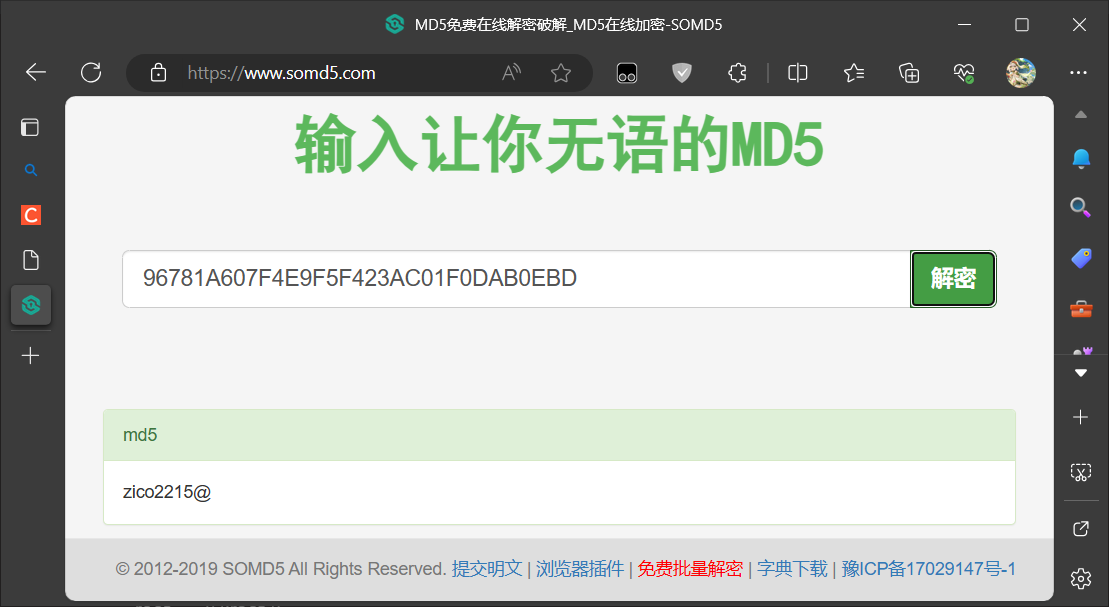 MD5免费在线解密破解_MD5在线加密-SOMD5
https://www.somd5.com
输入让你无语的MD5
96781A607F4E9F5F423AC01F0DAB0EBD
解密
md5
zico2215@
© 2012-2019 SOMD5 All Rights Reserved. 提交明文 | 浏览器插件 | 免费批量解密 | 字典下载 | 豫ICP备17029147号-1